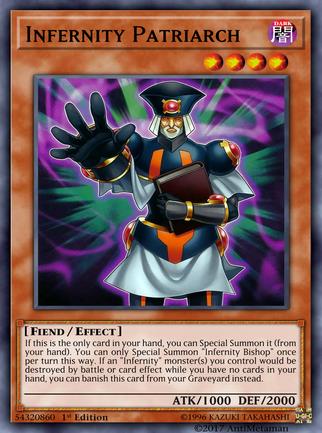 Infernity Patriarch
DARK
闇
[Fiend / Effect]
If this is the only card in your hand, you can Special Summon it (from
your hand). You can only Special Summon "Infernity Bishop" once
per turn this way. If an "Infernity" monster(s) you control would be
destroyed by battle or card effect while you have no cards in your
hand, you can banish this card from your Graveyard instead.
ATK/1000 DEF/2000
54320860 1st Edition ©1996 KAZUKI TAKAHASHI
©2017 AntiMetaman